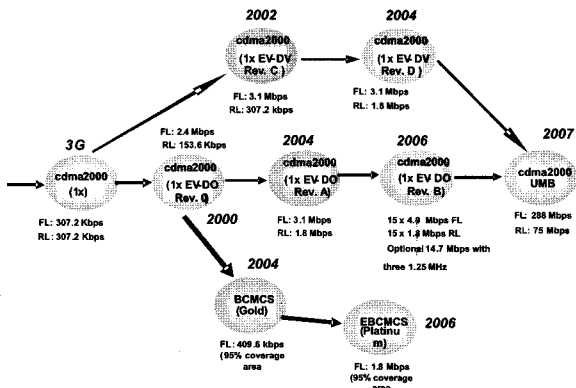 2002
cdma2000
(1x EV-DV
Rev. C )
FL: 3.1 Mbps
RL: 307.2 kbps
2004
cdma2000
(1x EV-DV
Rev. D )
FL: 3.1 Mbps
RL: 1.8 Mbps
3G
cdma2000
(1x)
FL: 307.2 Kbps
RL: 307.2 Kbps
FL: 2.4 Mbps
RL: 153.6 Kbps
cdma2000
(1x EV-DO
Rev. 0)
2000
2004
cdma2000
(1x EV-DO
Rev. A)
FL: 3.1 Mbps
RL: 1.8 Mbps
2006
cdma2000
(1x EV-DO
Rev. B)
15 x 4.9 Mbps FL
15 x 1.8 Mbps RL
Optional 14.7 Mbps with
three 1.25 MHz
2007
cdma2000
UMB
FL: 288 Mbps
RL: 75 Mbps
2004
BCMCS
(Gold)
FL: 409.6 kbps
(95% coverage
area
EBCMCS
(Platinu
m)
2006
FL: 1.8 Mbps
(95% coverage
area